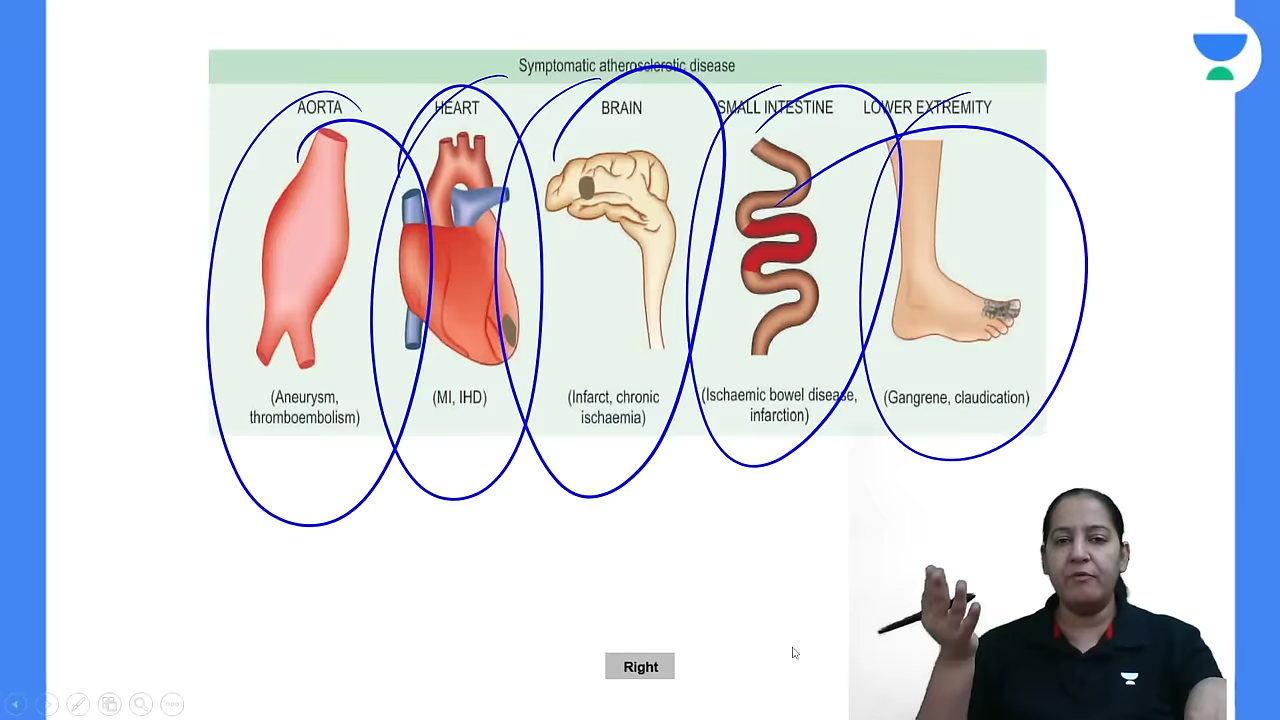 Symptomatic atherosclerotic disease
AORTA HEART BRAIN SMALL INTESTINE LOWER EXTREMITY
(Aneurysm, thromboembolism)
(MI, IHD)
(Infarct, chronic ischaemia)
(Ischaemic bowel disease, infarction)
(Gangrene, claudication)
Right